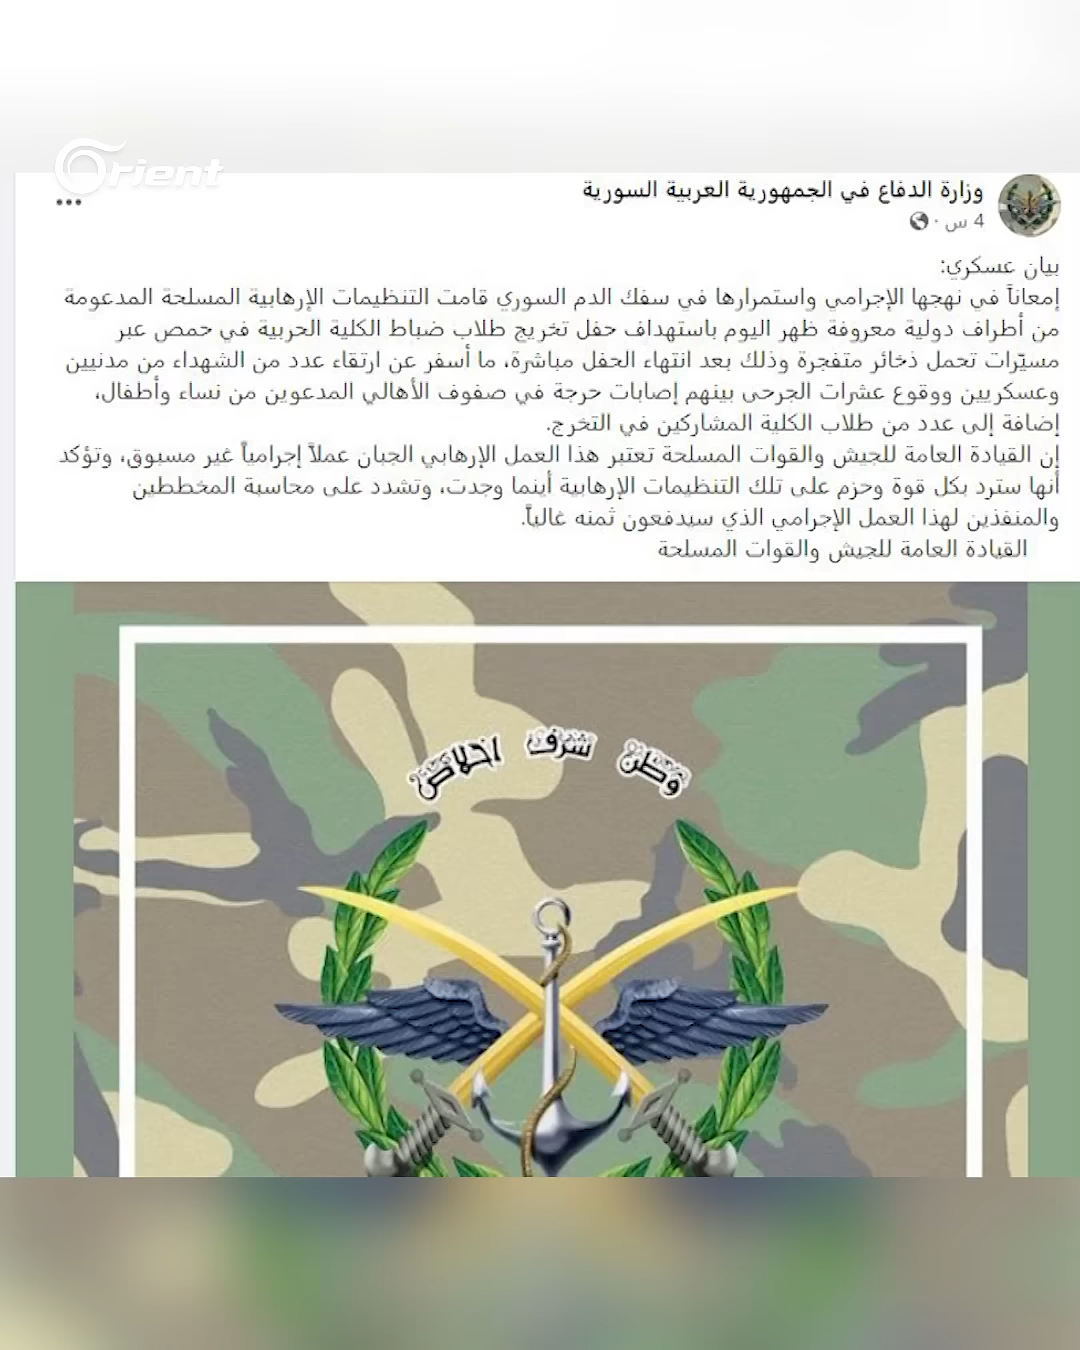 Orient
وزارة الدفاع في الجمهورية العربية السورية
4 س ·
بيان عسكري:
إمعاناً في نهجها الإجرامي واستمرارها في سفك الدم السوري قامت التنظيمات الإرهابية المسلحة المدعومة
من أطراف دولية معروفة ظهر اليوم باستهداف حفل تخريج طلاب ضباط الكلية الحربية في حمص عبر
مسيّرات تحمل ذخائر متفجرة وذلك بعد انتهاء الحفل مباشرة، ما أسفر عن ارتقاء عدد من الشهداء من مدنيين
وعسكريين ووقوع عشرات الجرحى بينهم إصابات حرجة في صفوف الأهالي المدعوين من نساء وأطفال،
إضافة إلى عدد من طلاب الكلية المشاركين في التخرج.
إن القيادة العامة للجيش والقوات المسلحة تعتبر هذا العمل الإرهابي الجبان عملاً إجرامياً غير مسبوق، وتؤكد
أنها سترد بكل قوة وحزم على تلك التنظيمات الإرهابية أينما وجدت، وتشدد على محاسبة المخططين
والمنفذين لهذا العمل الإجرامي الذي سيدفعون ثمنه غالياً.
القيادة العامة للجيش والقوات المسلحة
وطن شرف اخلاص